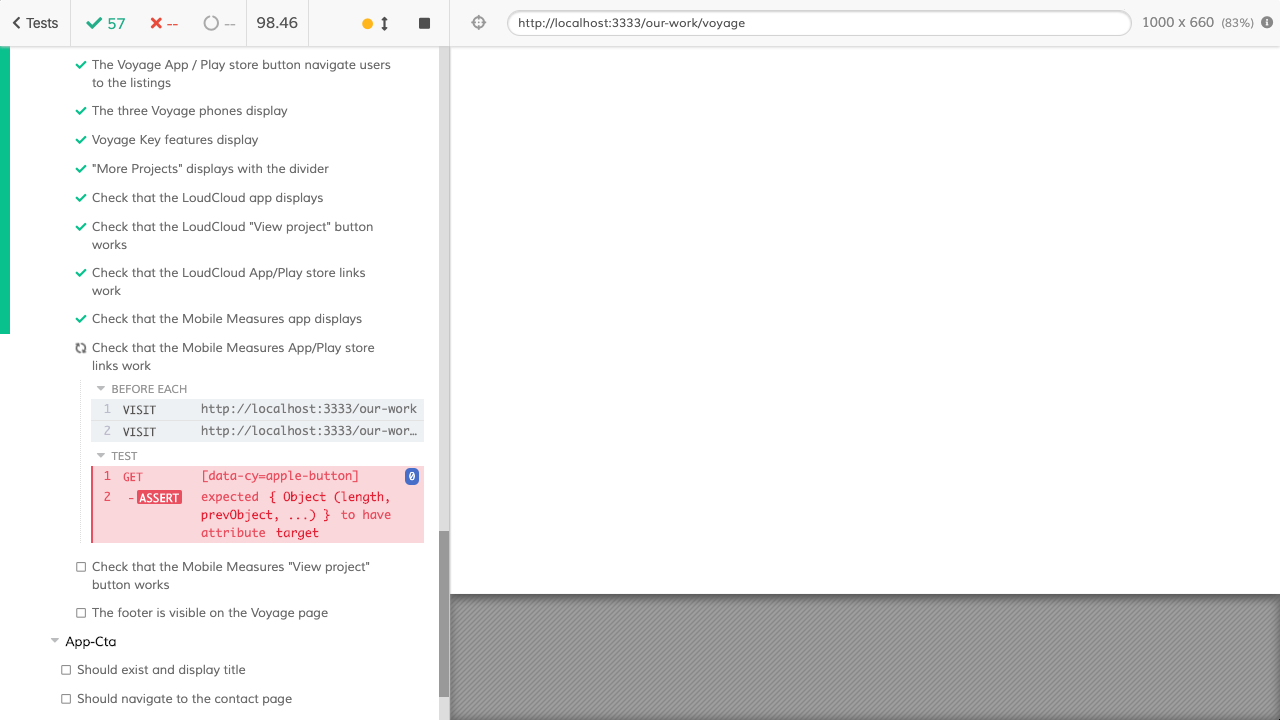 Tests
57
--
--
98.46
http://localhost:3333/our-work/voyage
1000 x 660 (83%)
The Voyage App / Play store button navigate users
to the listings
The three Voyage phones display
Voyage Key features display
"More Projects" displays with the divider
Check that the LoudCloud app displays
Check that the LoudCloud "View project" button
works
Check that the LoudCloud App/Play store links
work
Check that the Mobile Measures app displays
Check that the Mobile Measures App/Play store
links work
BEFORE EACH
1 VISIT http://localhost:3333/our-work
2 VISIT http://localhost:3333/our-wor…
TEST
1 GET [data-cy=apple-button] 0
2 -ASSERT expected { Object (length,
prevObject, ...) } to have
attribute target
Check that the Mobile Measures "View project"
button works
The footer is visible on the Voyage page
App-Cta
Should exist and display title
Should navigate to the contact page